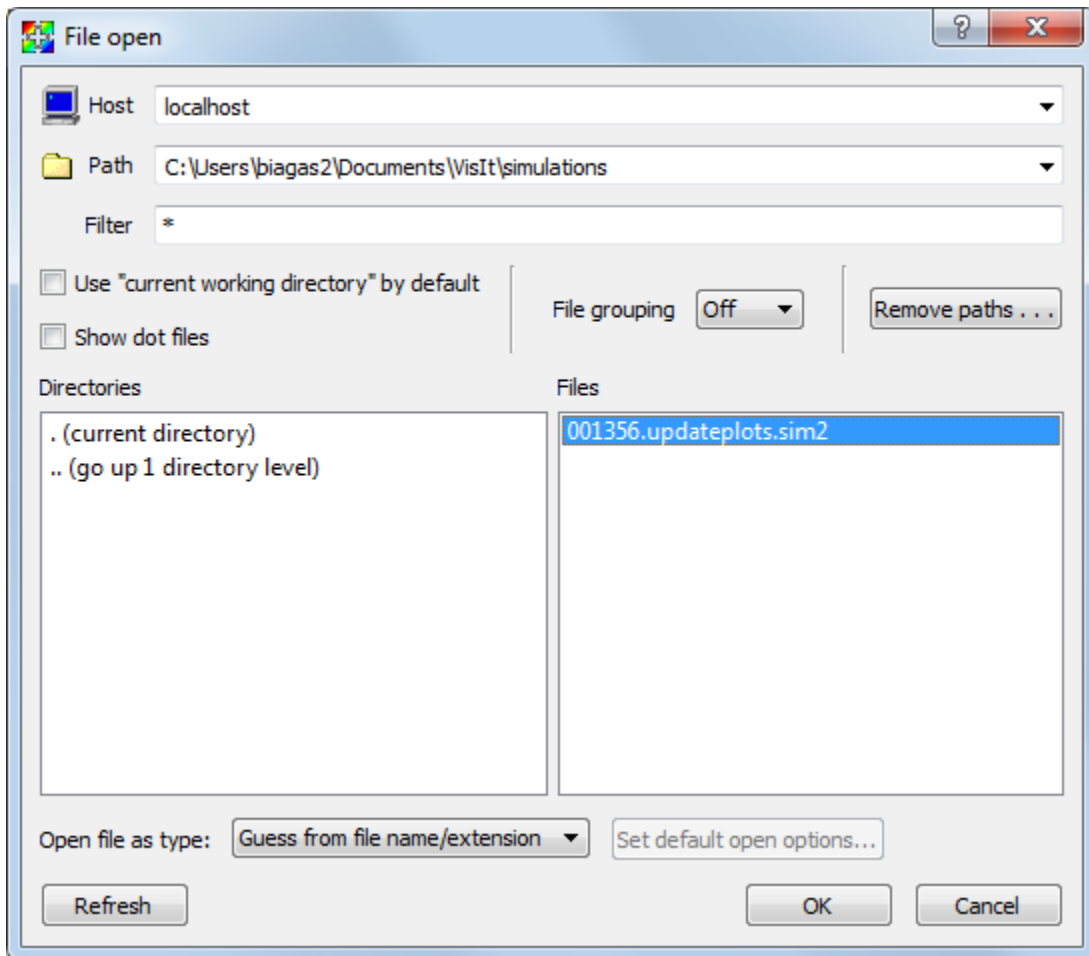 File open
Host localhost
Path C:\Users\biagas2\Documents\VisIt\simulations
Filter *
Use "current working directory" by default
Show dot files
File grouping Off
Remove paths . . .
Directories
. (current directory)
.. (go up 1 directory level)
Files
001356.updateplots.sim2
Open file as type: Guess from file name/extension
Set default open options...
Refresh
OK
Cancel